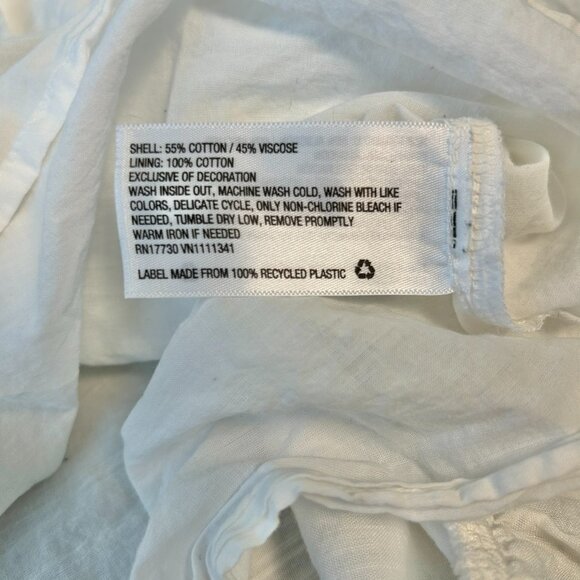 SHELL: 55% COTTON / 45% VISCOSE
LINING: 100% COTTON
EXCLUSIVE OF DECORATION
WASH INSIDE OUT, MACHINE WASH COLD, WASH WITH LIKE
COLORS, DELICATE CYCLE, ONLY NON-CHLORINE BLEACH IF
NEEDED, TUMBLE DRY LOW, REMOVE PROMPTLY
WARM IRON IF NEEDED
RN17730 VN1111341
LABEL MADE FROM 100% RECYCLED PLASTIC